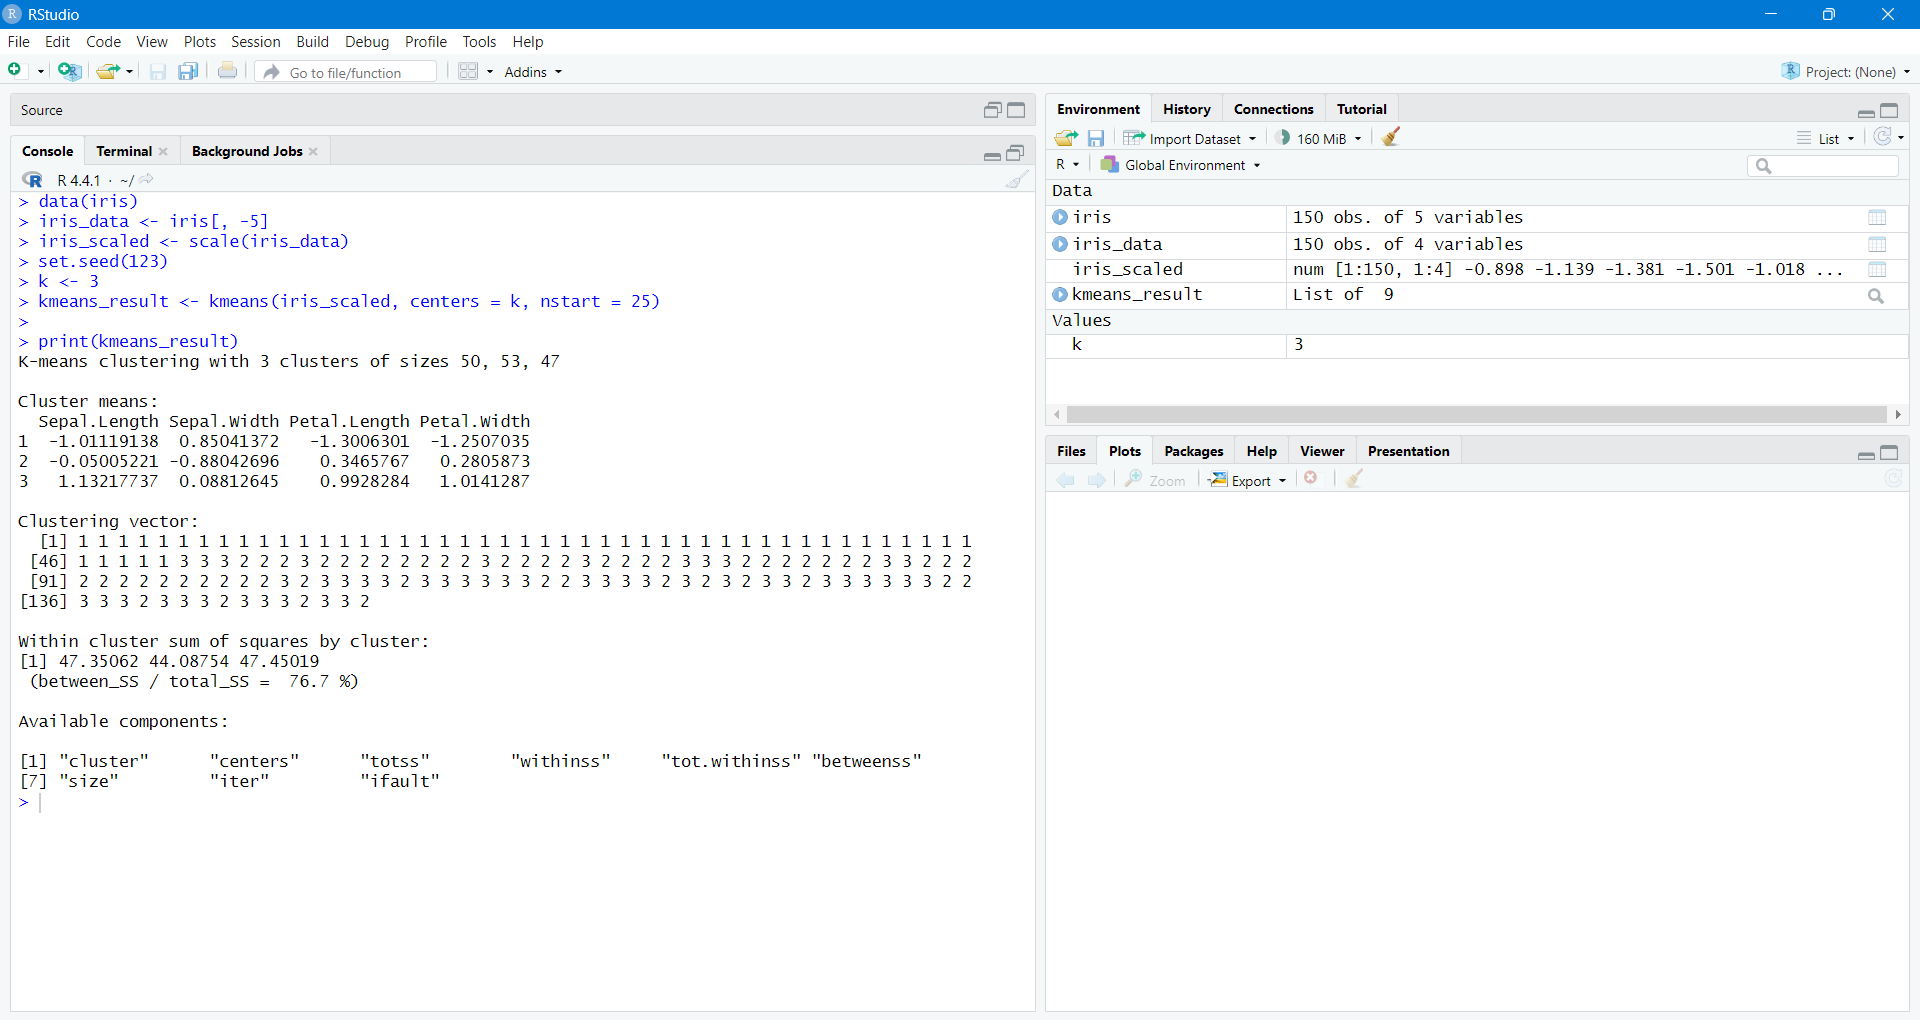 RStudio
File Edit Code View Plots Session Build Debug Profile Tools Help
Go to file/function Addins Project: (None)
Source
Console Terminal Background Jobs
R 4.4.1 · ~/
> data(iris)
> iris_data <- iris[, -5]
> iris_scaled <- scale(iris_data)
> set.seed(123)
> k <- 3
> kmeans_result <- kmeans(iris_scaled, centers = k, nstart = 25)
>
> print(kmeans_result)
K-means clustering with 3 clusters of sizes 50, 53, 47
Cluster means:
Sepal.Length Sepal.Width Petal.Length Petal.Width
1 -1.01119138 0.85041372 -1.3006301 -1.2507035
2 -0.05005221 -0.88042696 0.3465767 0.2805873
3 1.13217737 0.08812645 0.9928284 1.0141287
Clustering vector:
[1] 1 1 1 1 1 1 1 1 1 1 1 1 1 1 1 1 1 1 1 1 1 1 1 1 1 1 1 1 1 1 1 1 1 1 1 1 1 1 1 1 1 1 1 1 1
[46] 1 1 1 1 1 3 3 3 2 2 2 3 2 2 2 2 2 2 2 2 3 2 2 2 2 3 2 2 2 2 3 3 3 2 2 2 2 2 2 2 3 3 2 2 2
[91] 2 2 2 2 2 2 2 2 2 2 3 2 3 3 3 3 2 3 3 3 3 3 3 2 2 3 3 3 3 2 3 2 3 2 3 3 2 3 3 3 3 3 3 2 2
[136] 3 3 3 2 3 3 3 2 3 3 3 2 3 3 2
Within cluster sum of squares by cluster:
[1] 47.35062 44.08754 47.45019
(between_SS / total_SS = 76.7 %)
Available components:
[1] "cluster" "centers" "totss" "withinss" "tot.withinss" "betweenss"
[7] "size" "iter" "ifault"
>
Environment History Connections Tutorial
Import Dataset 160 MiB List
R Global Environment
Data
iris 150 obs. of 5 variables
iris_data 150 obs. of 4 variables
iris_scaled num [1:150, 1:4] -0.898 -1.139 -1.381 -1.501 -1.018 ...
kmeans_result List of 9
Values
k 3
Files Plots Packages Help Viewer Presentation
Zoom Export